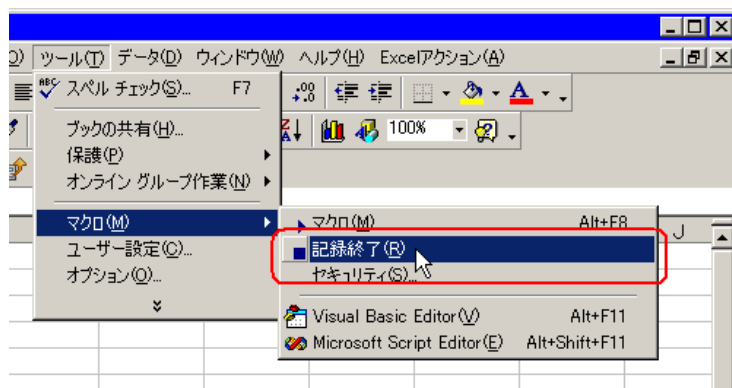 ツール(T) データ(D) ウィンドウ(W) ヘルプ(H) Excelアクション(A)
スペル チェック(S)... F7
100%
ブックの共有(H)...
保護(P)
オンライン グループ作業(N)
マクロ(M)
ユーザー設定(C)...
オプション(O)...
マクロ(M) Alt+F8
記録終了(R)
セキュリティ(S)...
Visual Basic Editor(V) Alt+F11
Microsoft Script Editor(E) Alt+Shift+F11
J